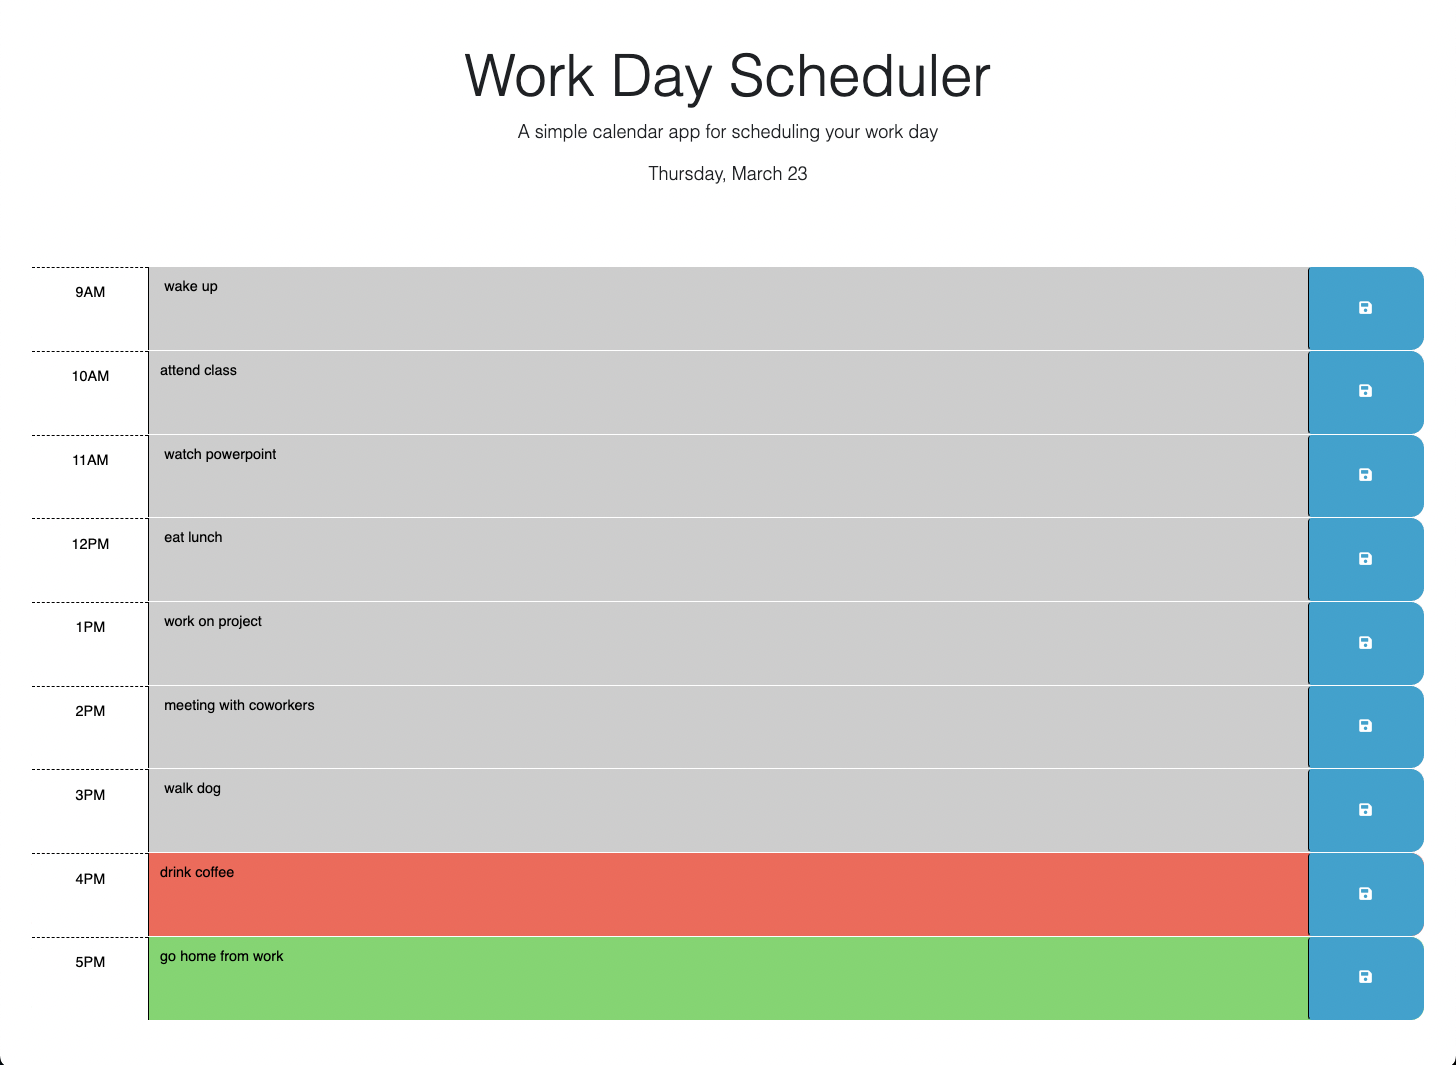 Work Day Scheduler
A simple calendar app for scheduling your work day
Thursday, March 23
9AM wake up
10AM attend class
11AM watch powerpoint
12PM eat lunch
1PM work on project
2PM meeting with coworkers
3PM walk dog
4PM drink coffee
5PM go home from work